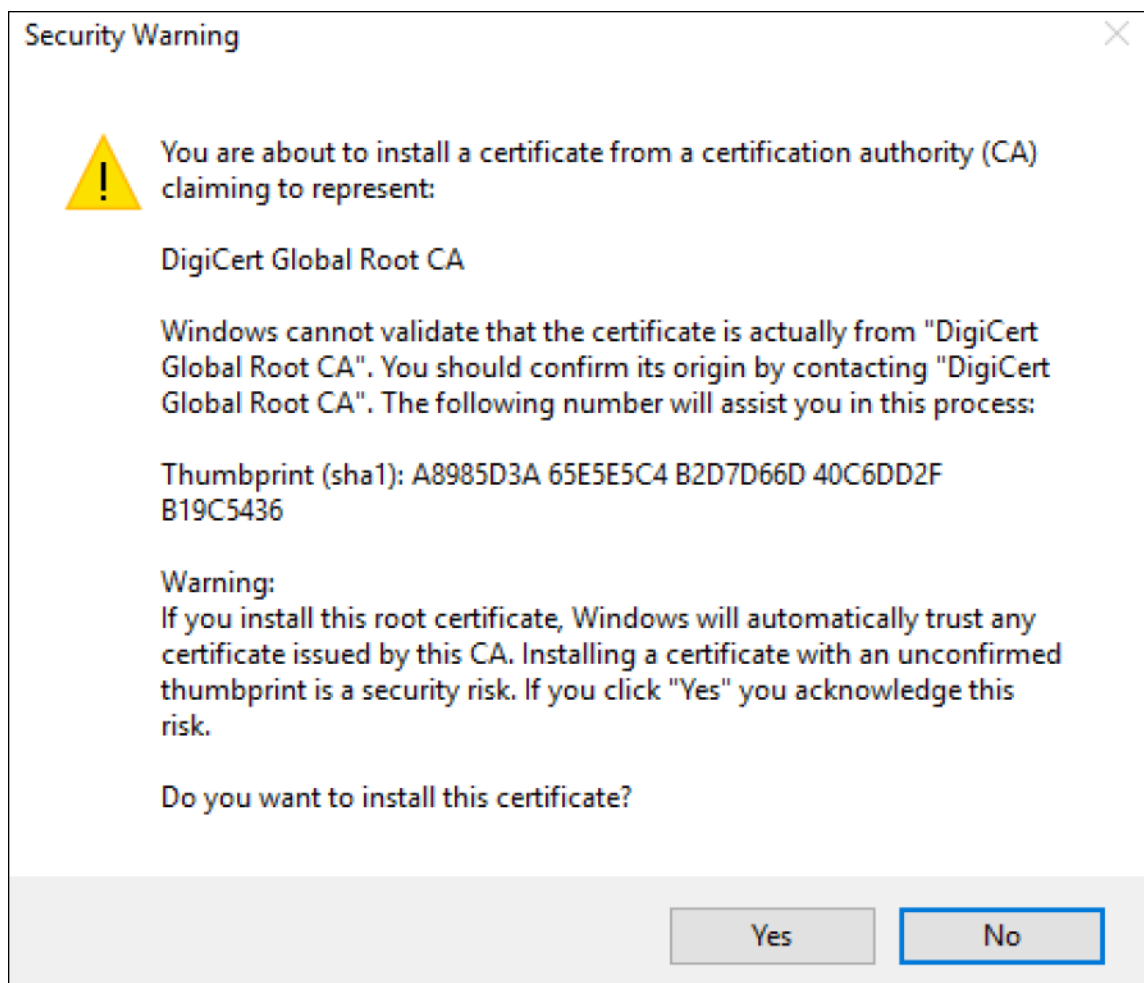 Security Warning
You are about to install a certificate from a certification authority (CA)
claiming to represent:
DigiCert Global Root CA
Windows cannot validate that the certificate is actually from "DigiCert
Global Root CA". You should confirm its origin by contacting "DigiCert
Global Root CA". The following number will assist you in this process:
Thumbprint (sha1): A8985D3A 65E5E5C4 B2D7D66D 40C6DD2F
B19C5436
Warning:
If you install this root certificate, Windows will automatically trust any
certificate issued by this CA. Installing a certificate with an unconfirmed
thumbprint is a security risk. If you click "Yes" you acknowledge this
risk.
Do you want to install this certificate?
Yes
No